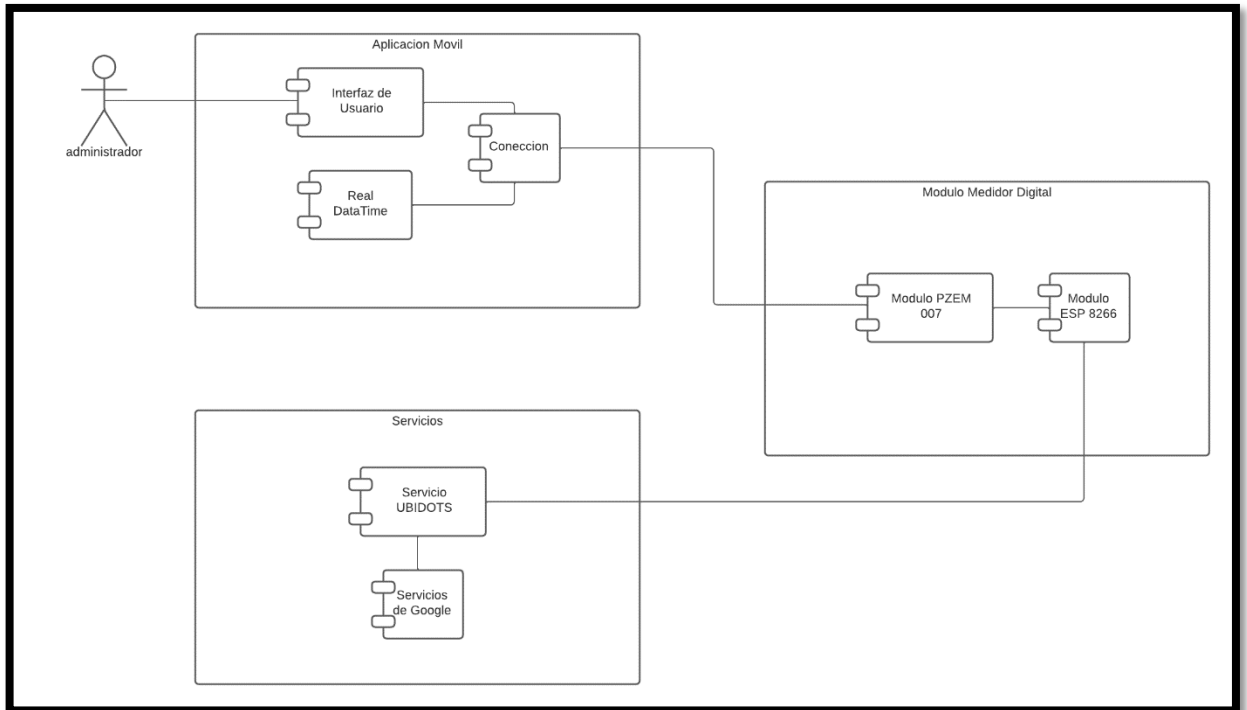 Aplicacion Movil
Interfaz de
Usuario
Coneccion
administrador
Real
DataTime
Modulo Medidor Digital
Modulo PZEM
007
Modulo
ESP 8266
Servicios
Servicio
UBIDOTS
Servicios
de Google